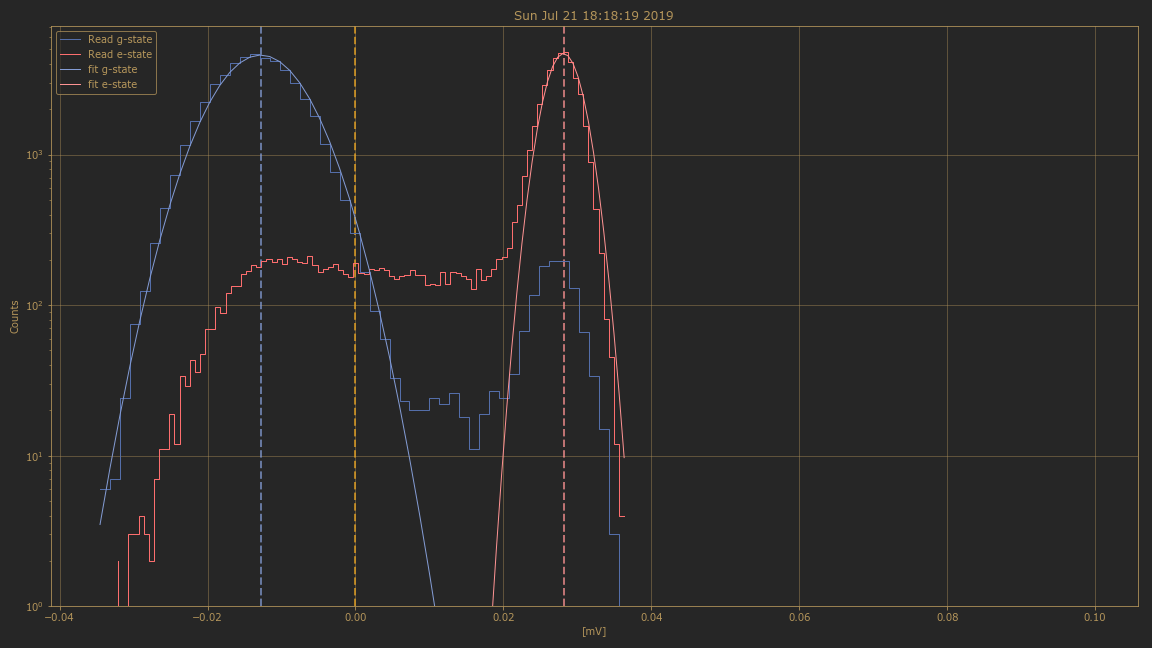 Sun Jul 21 18:18:19 2019
Read g-state
Read e-state
fit g-state
fit e-state
Counts
10³
10²
10¹
10⁰
−0.04
−0.02
0.00
0.02
0.04
0.06
0.08
0.10
[mV]